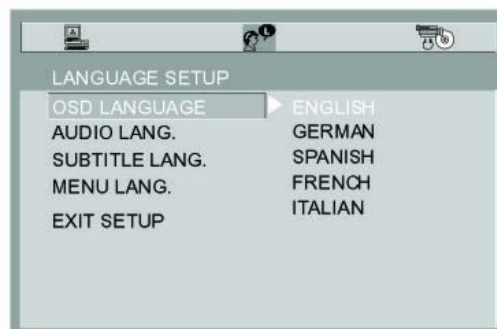 LANGUAGE SETUP
OSD LANGUAGE
AUDIO LANG.
SUBTITLE LANG.
MENU LANG.
EXIT SETUP
ENGLISH
GERMAN
SPANISH
FRENCH
ITALIAN